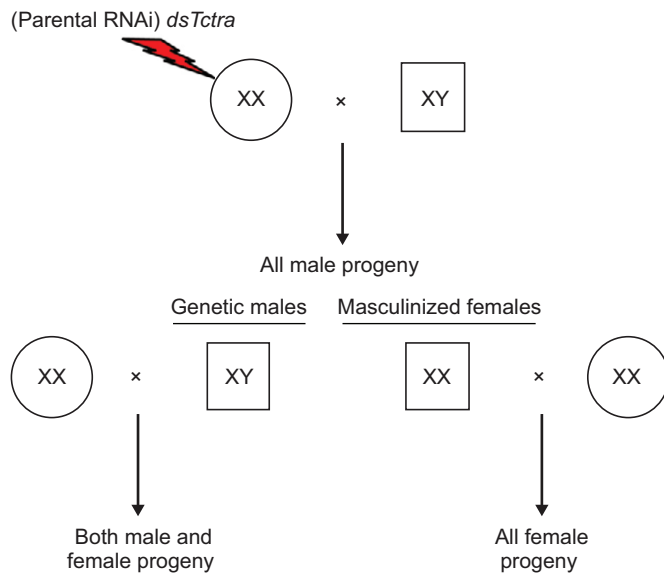 (Parental RNAi) dsTctra
XX × XY
All male progeny
Genetic males Masculinized females
XX × XY XX × XX
Both male and
female progeny
All female
progeny